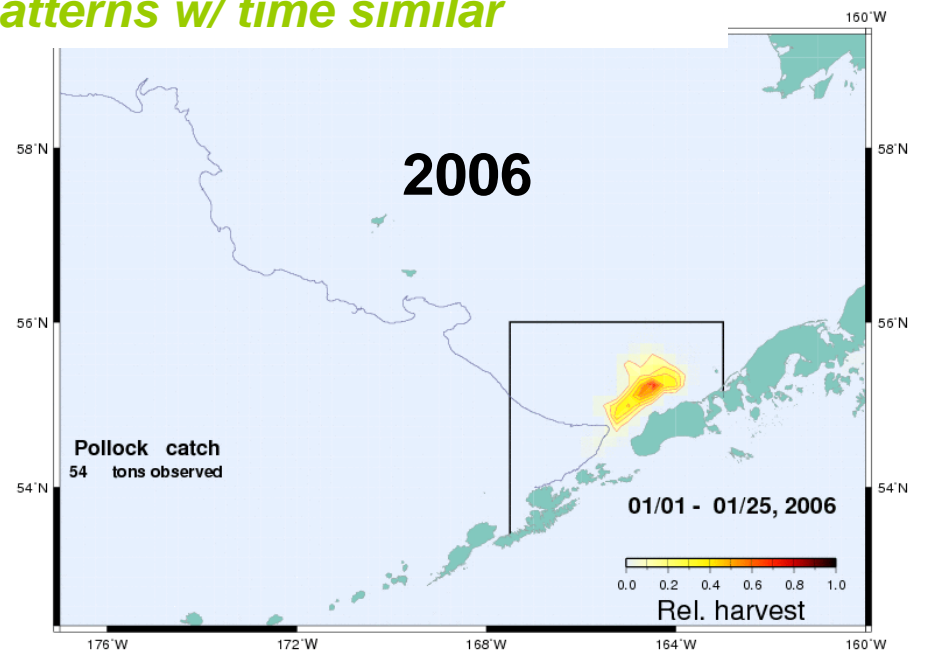 atterns w/ time similar
160°W
58°N
58°N
2006
56°N
56°N
Pollock catch
54 tons observed
54°N
54°N
01/01 - 01/25, 2006
0.0 0.2 0.4 0.6 0.8 1.0
Rel. harvest
176°W 172°W 168°W 164°W 160°W